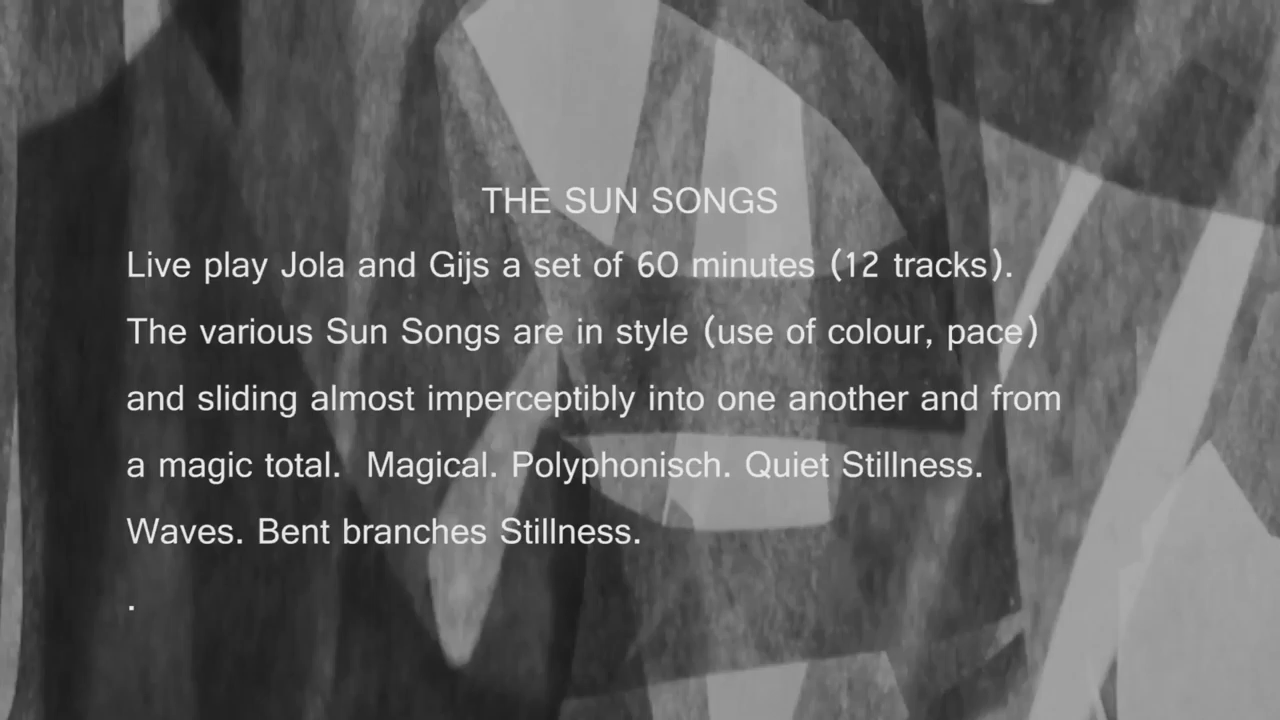 THE SUN SONGS
Live play Jola and Gijs a set of 60 minutes (12 tracks).
The various Sun Songs are in style (use of colour, pace)
and sliding almost imperceptibly into one another and from
a magic total.  Magical. Polyphonisch. Quiet Stillness.
Waves. Bent branches Stillness.
.